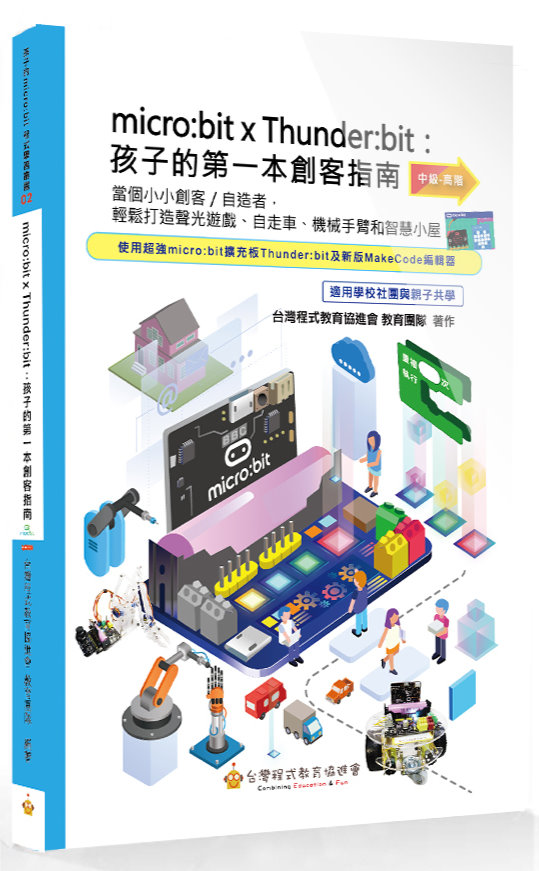 micro:bit x Thunder:bit：
孩子的第一本創客指南
中級-高階
當個小小創客 / 自造者，
輕鬆打造聲光遊戲、自走車、機械手臂和智慧小屋
使用超強micro:bit擴充板Thunder:bit及新版MakeCode編輯器
適用學校社團與親子共學
台灣程式教育協進會 教育團隊 著作
重複
次
執行
BBC
micro:bit
台灣程式教育協進會
Combining Education & Fun
02
micro:bit x Thunder:bit：孩子的第一本創客指南